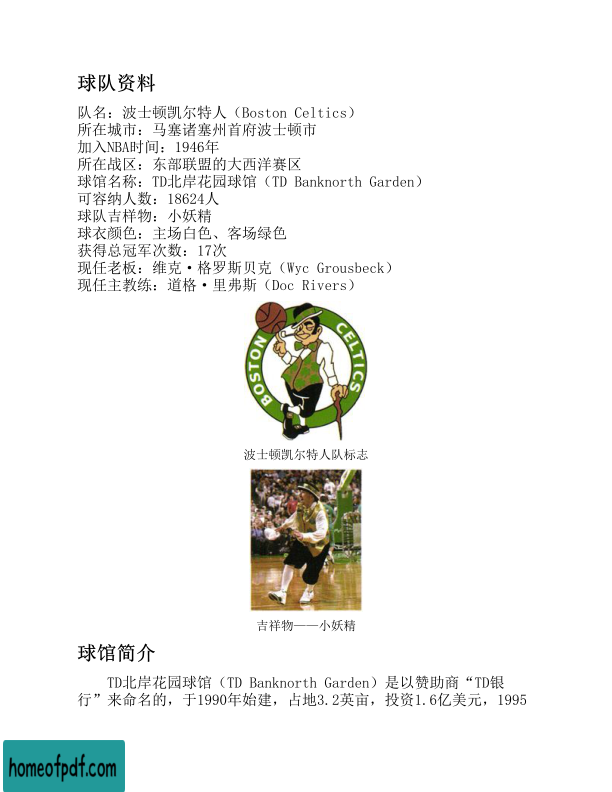 球队资料
队名：波士顿凯尔特人（Boston Celtics）
所在城市：马塞诸塞州首府波士顿市
加入NBA时间：1946年
所在战区：东部联盟的大西洋赛区
球馆名称：TD北岸花园球馆（TD Banknorth Garden）
可容纳人数：18624人
球队吉样物：小妖精
球衣颜色：主场白色、客场绿色
获得总冠军次数：17次
现任老板：维克·格罗斯贝克（Wyc Grousbeck）
现任主教练：道格·里弗斯（Doc Rivers）
BOSTON CELTICS
波士顿凯尔特人队标志
吉祥物——小妖精
球馆简介
TD北岸花园球馆（TD Banknorth Garden）是以赞助商“TD银
行”来命名的，于1990年始建，占地3.2英亩，投资1.6亿美元，1995
homeofpdf.com